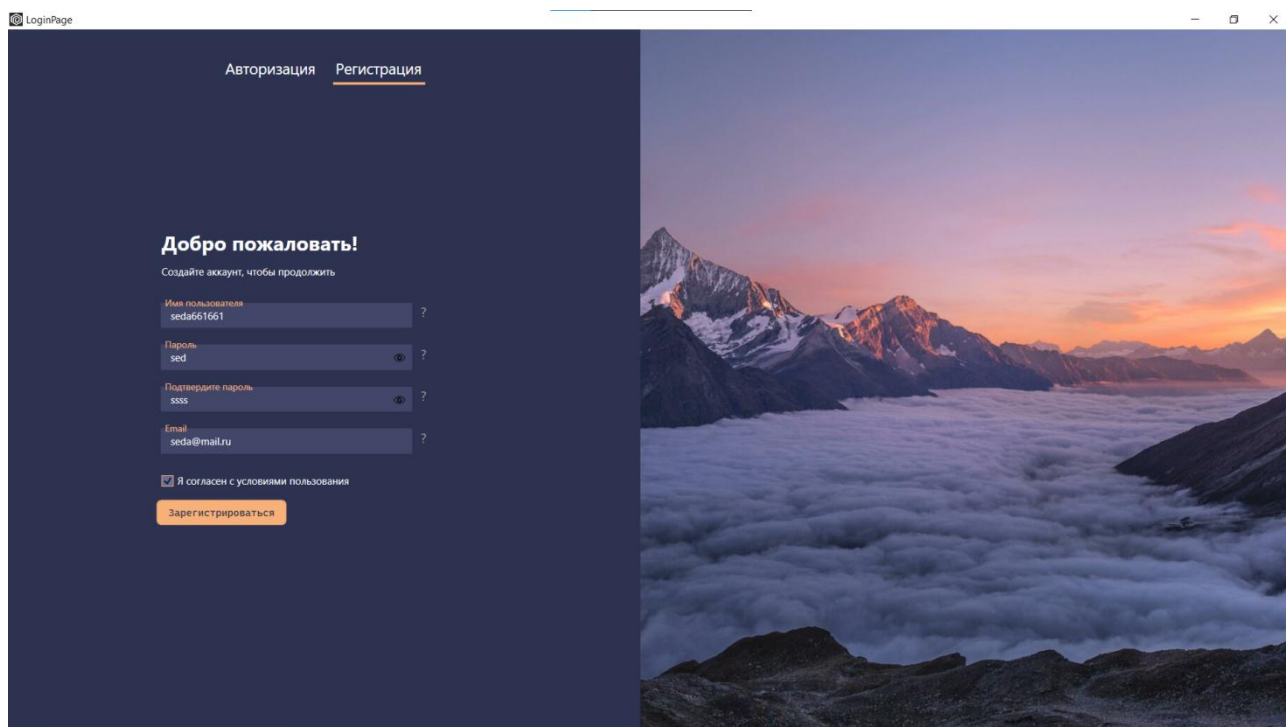 LoginPage
Авторизация Регистрация
Добро пожаловать!
Создайте аккаунт, чтобы продолжить
Имя пользователя
seda661661
?
Пароль
sed
?
Подтвердите пароль
ssss
?
Email
seda@mail.ru
?
Я согласен с условиями пользования
Зарегистрироваться